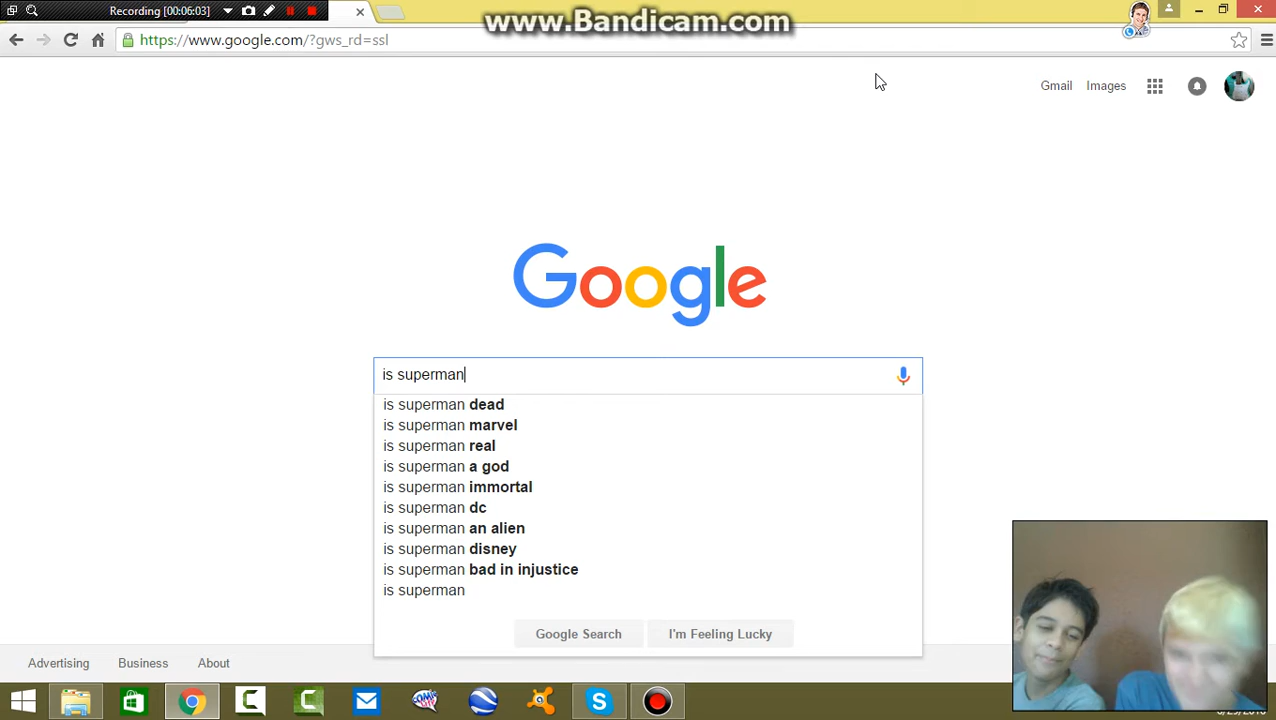 Recording [00:06:03]
www.Bandicam.com
https://www.google.com/?gws_rd=ssl
Gmail Images
Google
is superman
is superman dead
is superman marvel
is superman real
is superman a god
is superman immortal
is superman dc
is superman an alien
is superman disney
is superman bad in injustice
is superman
Google Search I'm Feeling Lucky
Advertising Business About